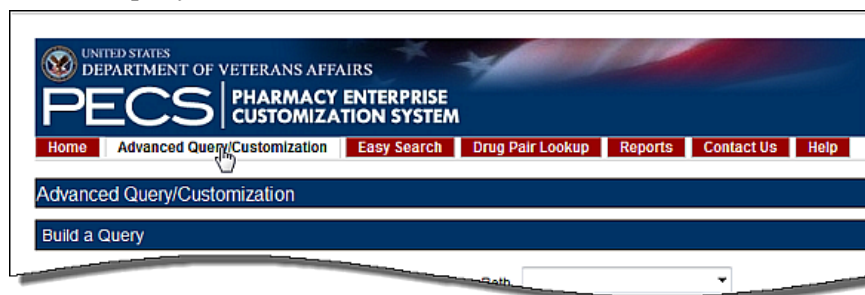 UNITED STATES
DEPARTMENT OF VETERANS AFFAIRS
PECS PHARMACY ENTERPRISE
CUSTOMIZATION SYSTEM
Home Advanced Query/Customization Easy Search Drug Pair Lookup Reports Contact Us Help
Advanced Query/Customization
Build a Query